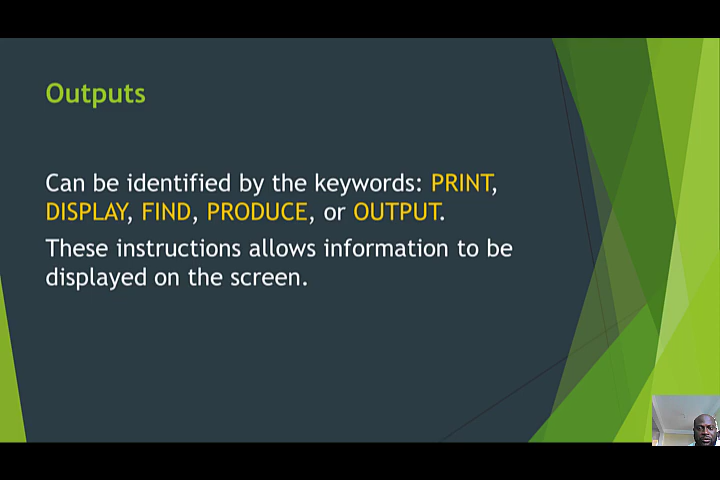 Outputs
Can be identified by the keywords: PRINT,
DISPLAY, FIND, PRODUCE, or OUTPUT.
These instructions allows information to be
displayed on the screen.